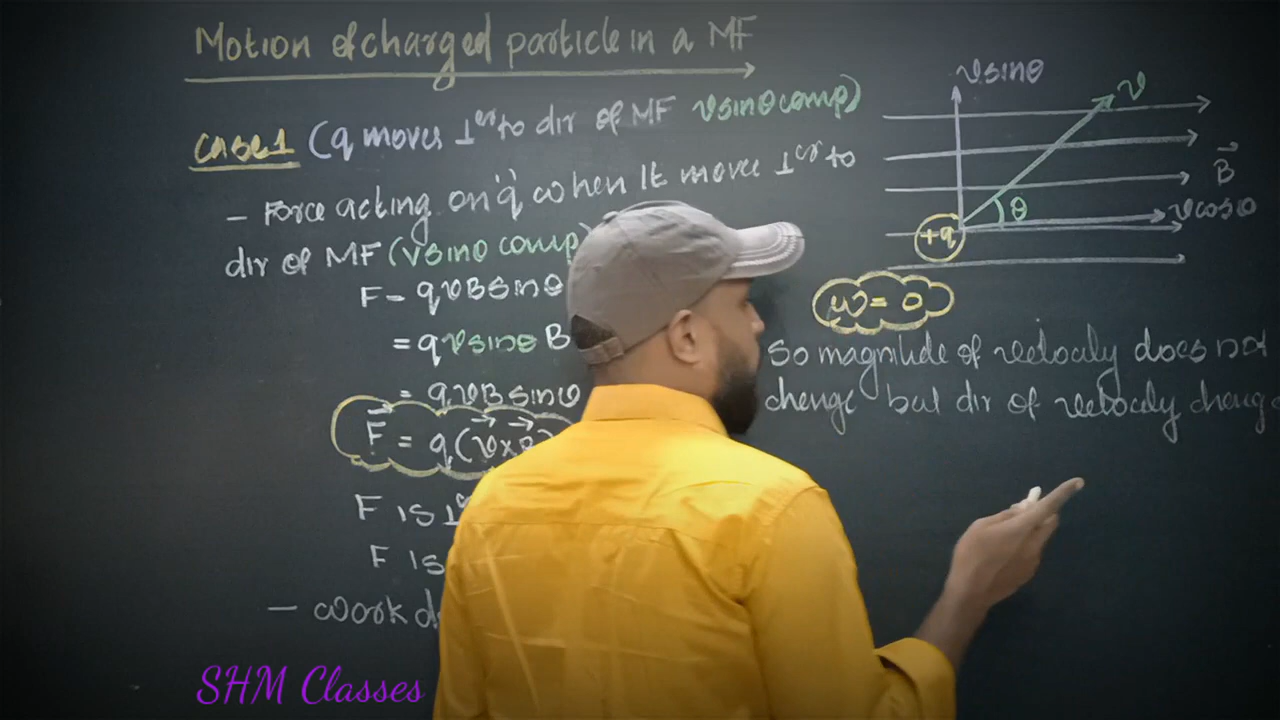 Motion of charged particle in a MF
Case 1 (q moves ⊥er to dir of MF vsinθ comp)
- Force acting on 'q' when it move ⊥er to
dir of MF (vsinθ comp)
F = qvBsinθ
= qvsinθ B
= qvBsinθ
F⃗ = q(v⃗×B
F is ⊥
F is
- work d
vsinθ
v
B⃗
vcosθ
θ
+q
W = 0
So magnitude of velocity does not
change but dir of velocity change
SHM Classes